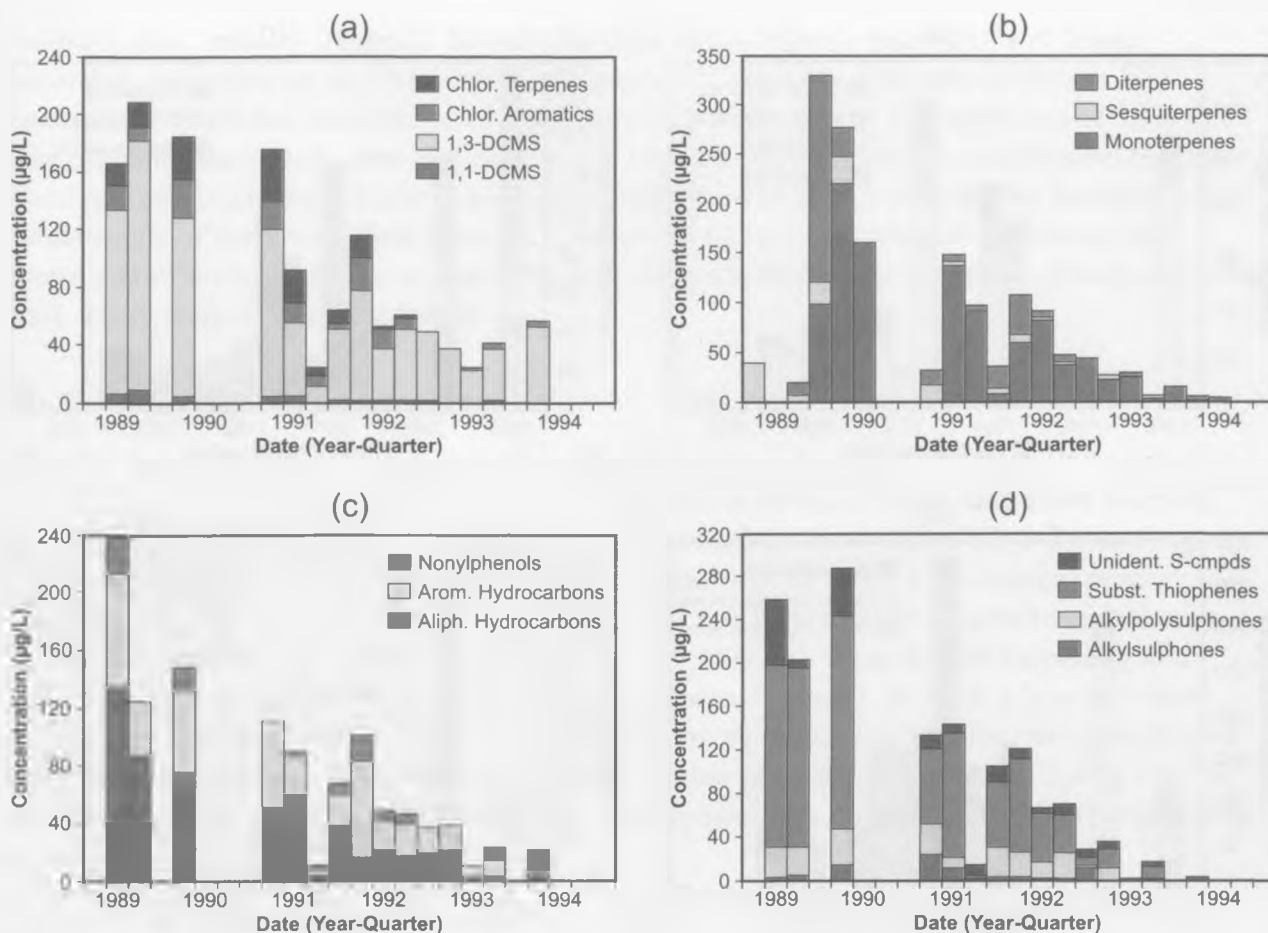 (a)
240
200
160
120
80
40
0
Concentration (µg/L)
Chlor. Terpenes
Chlor. Aromatics
1,3-DCMS
1,1-DCMS
1989 1990 1991 1992 1993 1994
Date (Year-Quarter)
(b)
350
300
250
200
150
100
50
0
Concentration (µg/L)
Diterpenes
Sesquiterpenes
Monoterpenes
1989 1990 1991 1992 1993 1994
Date (Year-Quarter)
(c)
240
200
160
120
80
40
0
Concentration (µg/L)
Nonylphenols
Arom. Hydrocarbons
Aliph. Hydrocarbons
1989 1990 1991 1992 1993 1994
Date (Year-Quarter)
(d)
320
280
240
200
160
120
80
40
0
Concentration (µg/L)
Unident. S-cmpds
Subst. Thiophenes
Alkylpolysulphones
Alkylsulphones
1989 1990 1991 1992 1993 1994
Date (Year-Quarter)